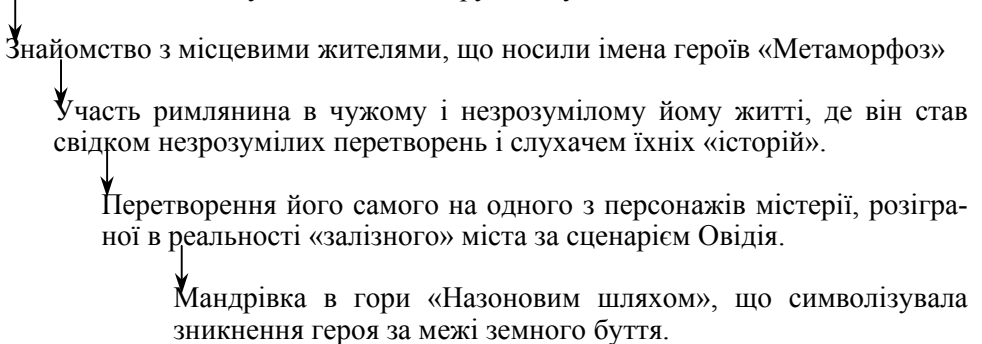 Знайомство з місцевими жителями, що носили імена героїв «Метаморфоз»
Участь римлянина в чужому і незрозумілому йому житті, де він став
свідком незрозумілих перетворень і слухачем їхніх «історій».
Перетворення його самого на одного з персонажів містерії, розігра-
ної в реальності «залізного» міста за сценарієм Овідія.
Мандрівка в гори «Назоновим шляхом», що символізувала
зникнення героя за межі земного буття.